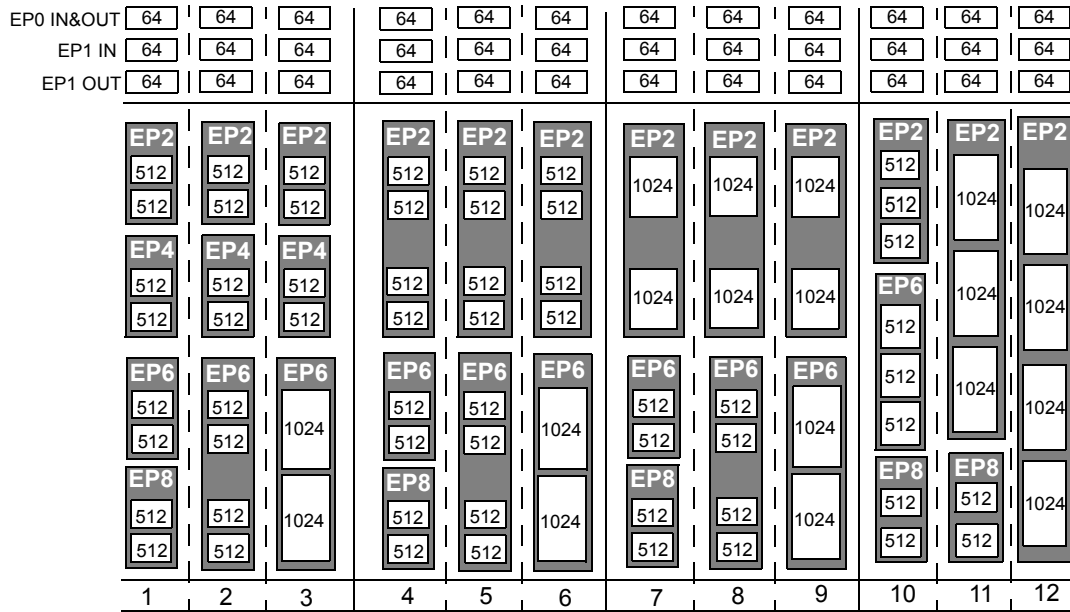 EP0 IN&OUT 64 64 64 64 64 64 64 64 64 64 64 64
EP1 IN 64 64 64 64 64 64 64 64 64 64 64 64
EP1 OUT 64 64 64 64 64 64 64 64 64 64 64 64
EP2 EP2 EP2 EP2 EP2 EP2 EP2 EP2 EP2 EP2 EP2 EP2
512 512 512 512 512 512 1024 1024 1024 512 1024 1024
512 512 512 512 512 512 512
EP4 EP4 EP4 512
512 512 512 512 512 512 1024 1024 1024 EP6 1024 1024
512 512 512 512 512 512 512
EP6 EP6 EP6 EP6 EP6 EP6 EP6 EP6 EP6 512
512 512 1024 512 512 1024 512 512 1024 512 1024 1024
512 512 512 512 512 512
EP8 EP8 EP8 EP8 EP8
512 512 1024 512 512 1024 512 512 1024 512 512 1024
512 512 512 512 512 512 512 512
1 2 3 4 5 6 7 8 9 10 11 12